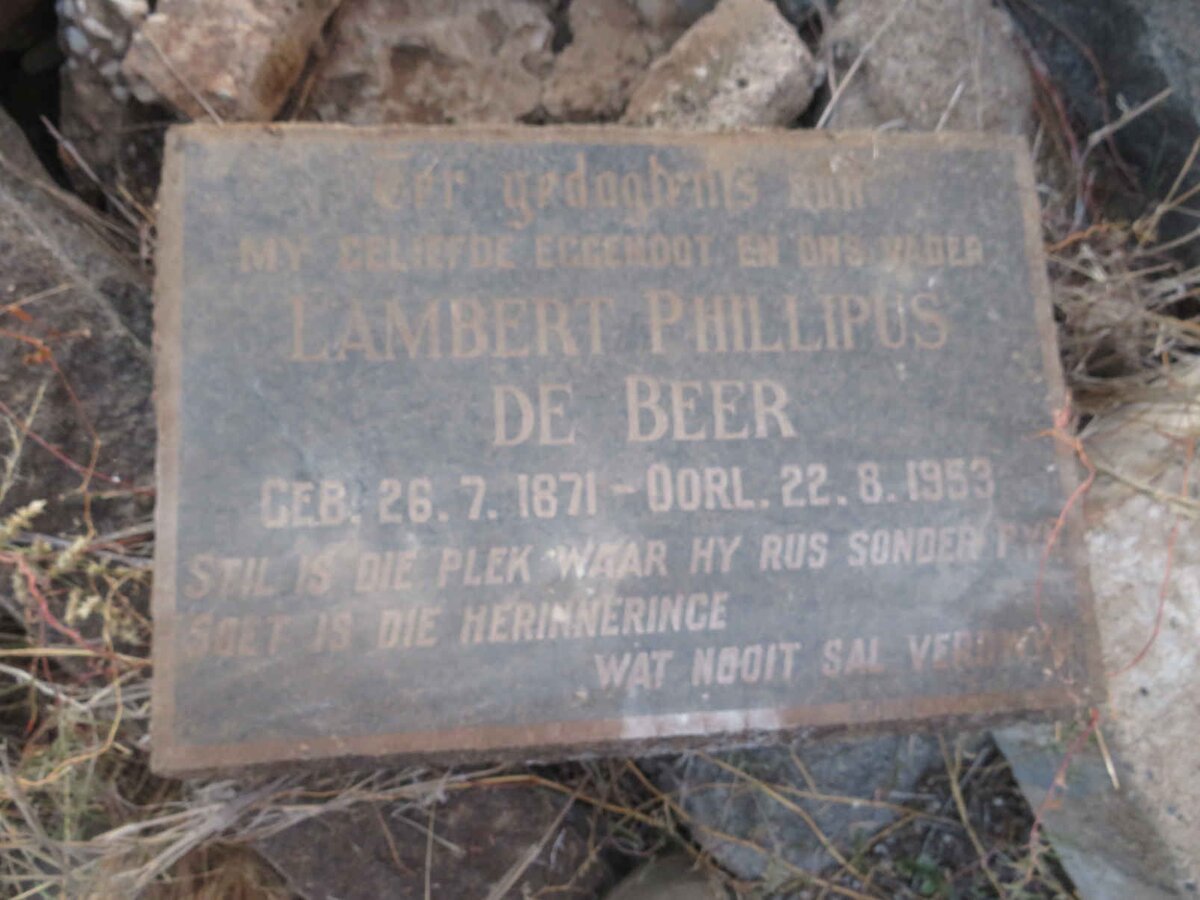 Ter gedagtenis aan
MY GELIEFDE EGGENOOT EN ONS VADER
LAMBERT PHILLIPUS
DE BEER
GEB. 26.7.1871 - OORL. 22.8.1953
STIL IS DIE PLEK WAAR HY RUS SONDER
SOET IS DIE HERINNERINGE
WAT NOOIT SAL